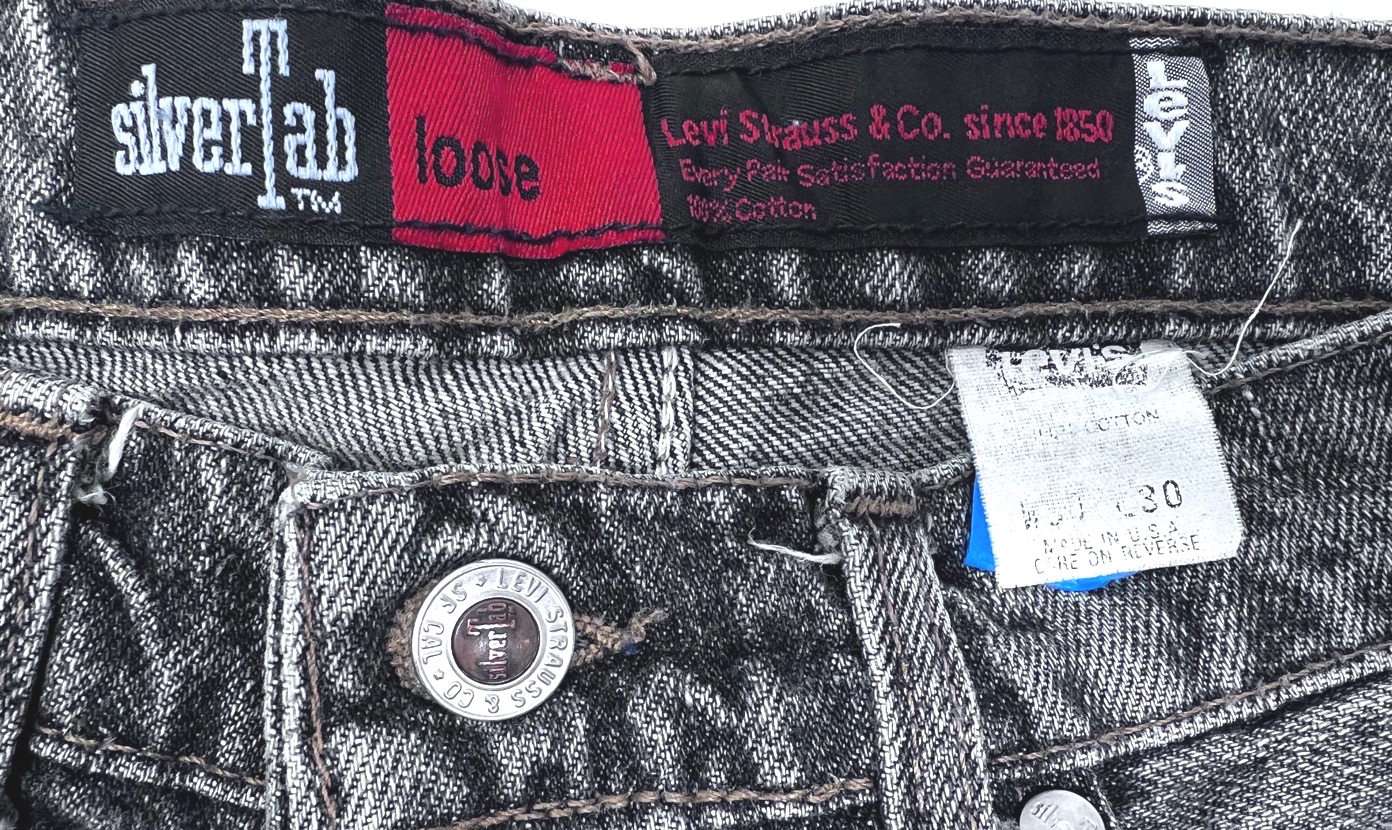 silverTab
TM
loose
Levi Strauss & Co. since 1850
Every Pair Satisfaction Guaranteed
100% Cotton
Levi's
Levi's
COTTON
L30
MADE IN U.S.A
CARE ON REVERSE
LEVI STRAUSS & CO • SF CAL •
silverTab